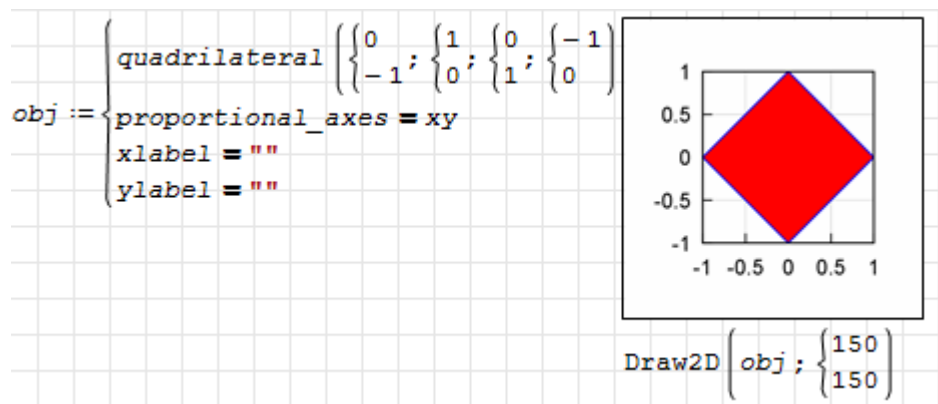 obj := { quadrilateral ( { 0 -1 ; { 1 0 ; { 0 1 ; { -1 0 )
proportional_axes = xy
xlabel = ""
ylabel = ""
1
0.5
0
-0.5
-1
-1 -0.5 0 0.5 1
Draw2D ( obj ; { 150 150 )